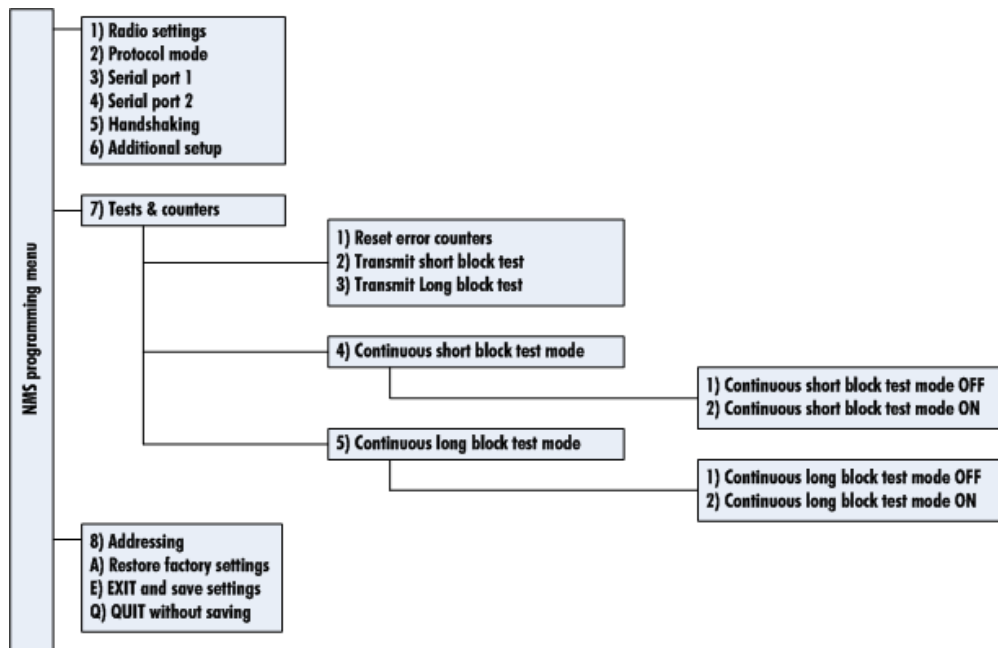 NMS programming menu
1) Radio settings
2) Protocol mode
3) Serial port 1
4) Serial port 2
5) Handshaking
6) Additional setup
7) Tests & counters
1) Reset error counters
2) Transmit short block test
3) Transmit Long block test
4) Continuous short block test mode
1) Continuous short block test mode OFF
2) Continuous short block test mode ON
5) Continuous long block test mode
1) Continuous long block test mode OFF
2) Continuous long block test mode ON
8) Addressing
A) Restore factory settings
E) EXIT and save settings
Q) QUIT without saving